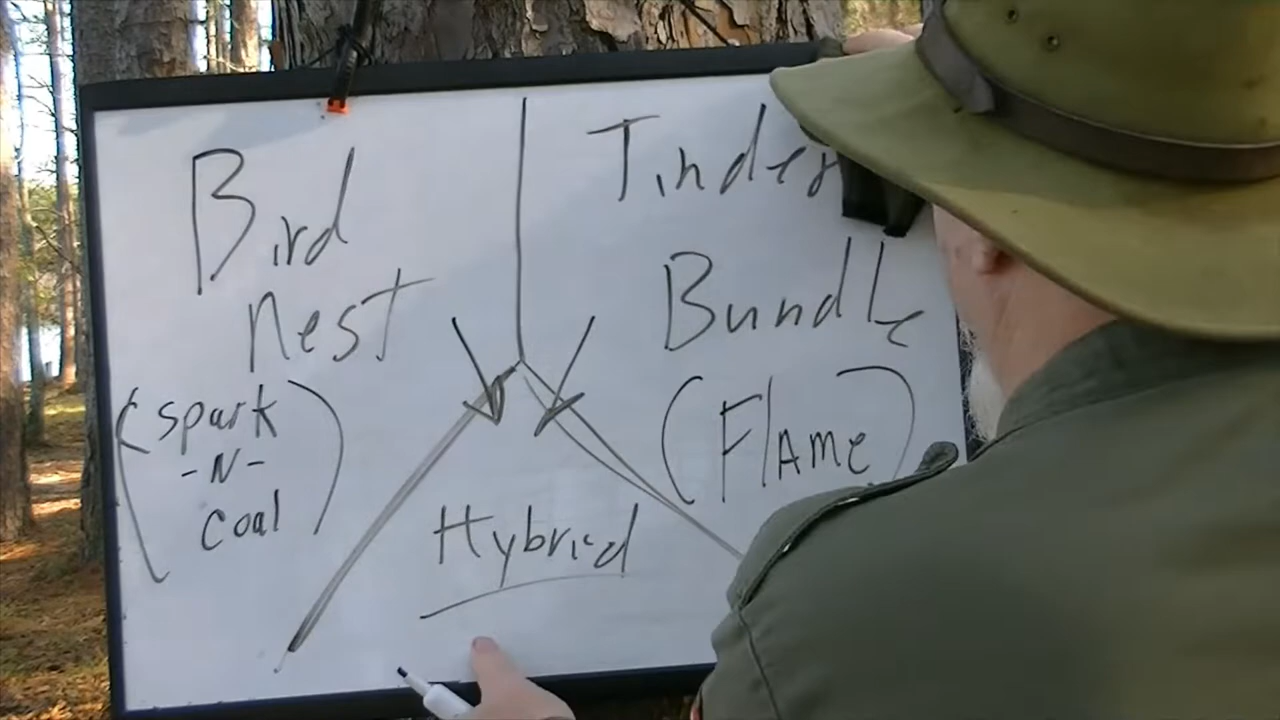 Bird
Nest
(spark
-N-
coal)
Tinder
Bundle
(Flame)
Hybrid